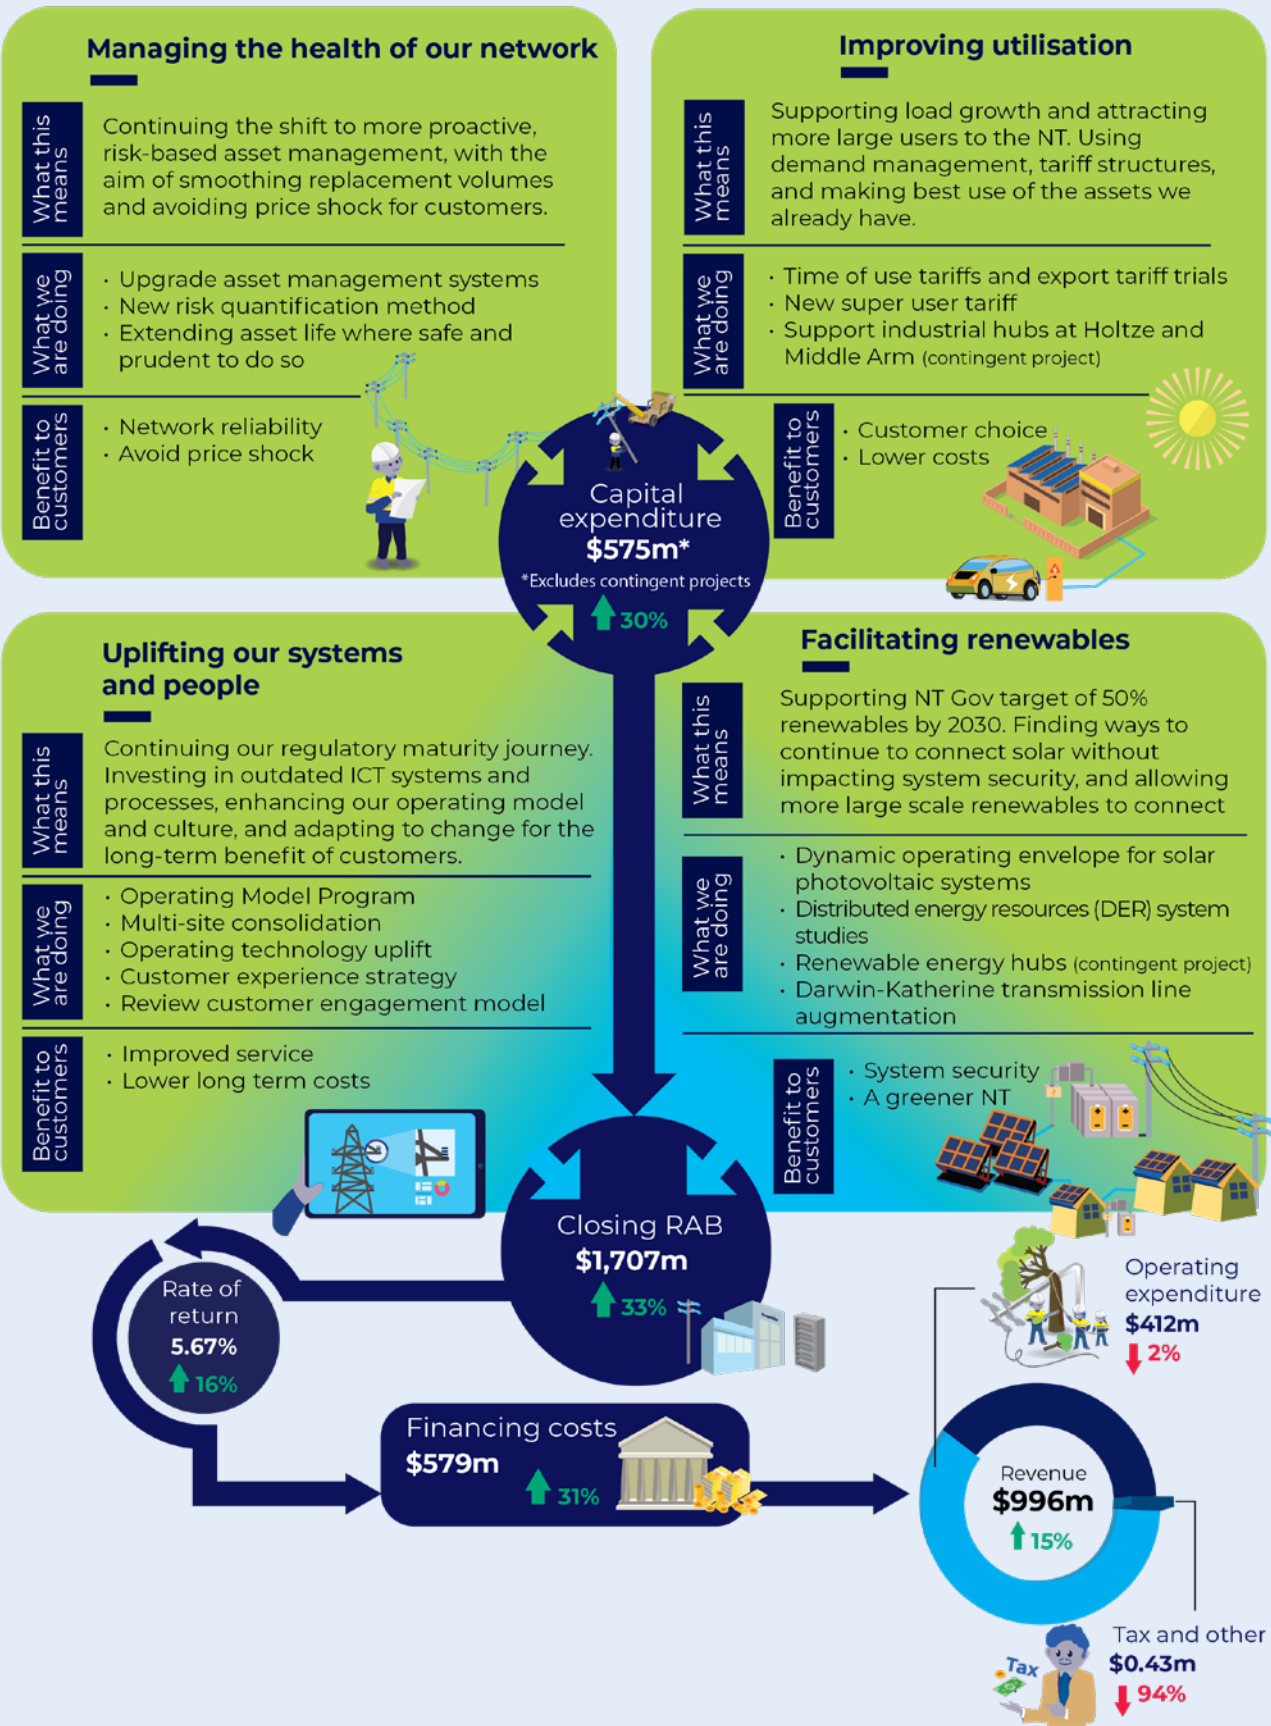 Managing the health of our network
What this
means
Continuing the shift to more proactive,
risk-based asset management, with the
aim of smoothing replacement volumes
and avoiding price shock for customers.
What we
are doing
· Upgrade asset management systems
· New risk quantification method
· Extending asset life where safe and
prudent to do so
Benefit to
customers
· Network reliability
· Avoid price shock
Improving utilisation
What this
means
Supporting load growth and attracting
more large users to the NT. Using
demand management, tariff structures,
and making best use of the assets we
already have.
What we
are doing
· Time of use tariffs and export tariff trials
· New super user tariff
· Support industrial hubs at Holtze and
Middle Arm (contingent project)
Benefit to
customers
· Customer choice
· Lower costs
Capital
expenditure
$575m*
*Excludes contingent projects
30%
Uplifting our systems
and people
What this
means
Continuing our regulatory maturity journey.
Investing in outdated ICT systems and
processes, enhancing our operating model
and culture, and adapting to change for the
long-term benefit of customers.
What we
are doing
· Operating Model Program
· Multi-site consolidation
· Operating technology uplift
· Customer experience strategy
· Review customer engagement model
Benefit to
customers
· Improved service
· Lower long term costs
Facilitating renewables
What this
means
Supporting NT Gov target of 50%
renewables by 2030. Finding ways to
continue to connect solar without
impacting system security, and allowing
more large scale renewables to connect
What we
are doing
· Dynamic operating envelope for solar
photovoltaic systems
· Distributed energy resources (DER) system
studies
· Renewable energy hubs (contingent project)
· Darwin-Katherine transmission line
augmentation
Benefit to
customers
· System security
· A greener NT
Closing RAB
$1,707m
33%
Rate of
return
5.67%
16%
Financing costs
$579m
31%
Operating
expenditure
$412m
2%
Revenue
$996m
15%
Tax and other
$0.43m
94%
Tax